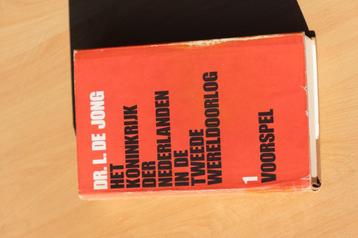 DR. L. DE JONG
HET
KONINKRIJK
DER
NEDERLANDEN
IN DE
TWEEDE
WERELDOORLOG
1
VOORSPEL